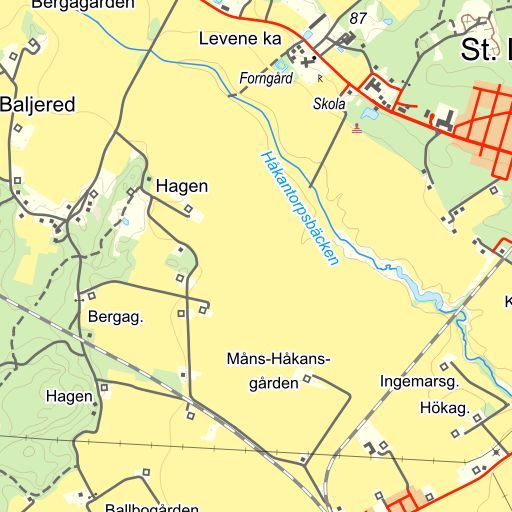 Bergagården
87
Levene ka
St.
Forngård
Skola
Baljered
Håkantorpsbäcken
Hagen
Bergag.
Måns-Håkans-
gården
Ingemarsg.
Hagen
Hökag.
Ballbogården
K